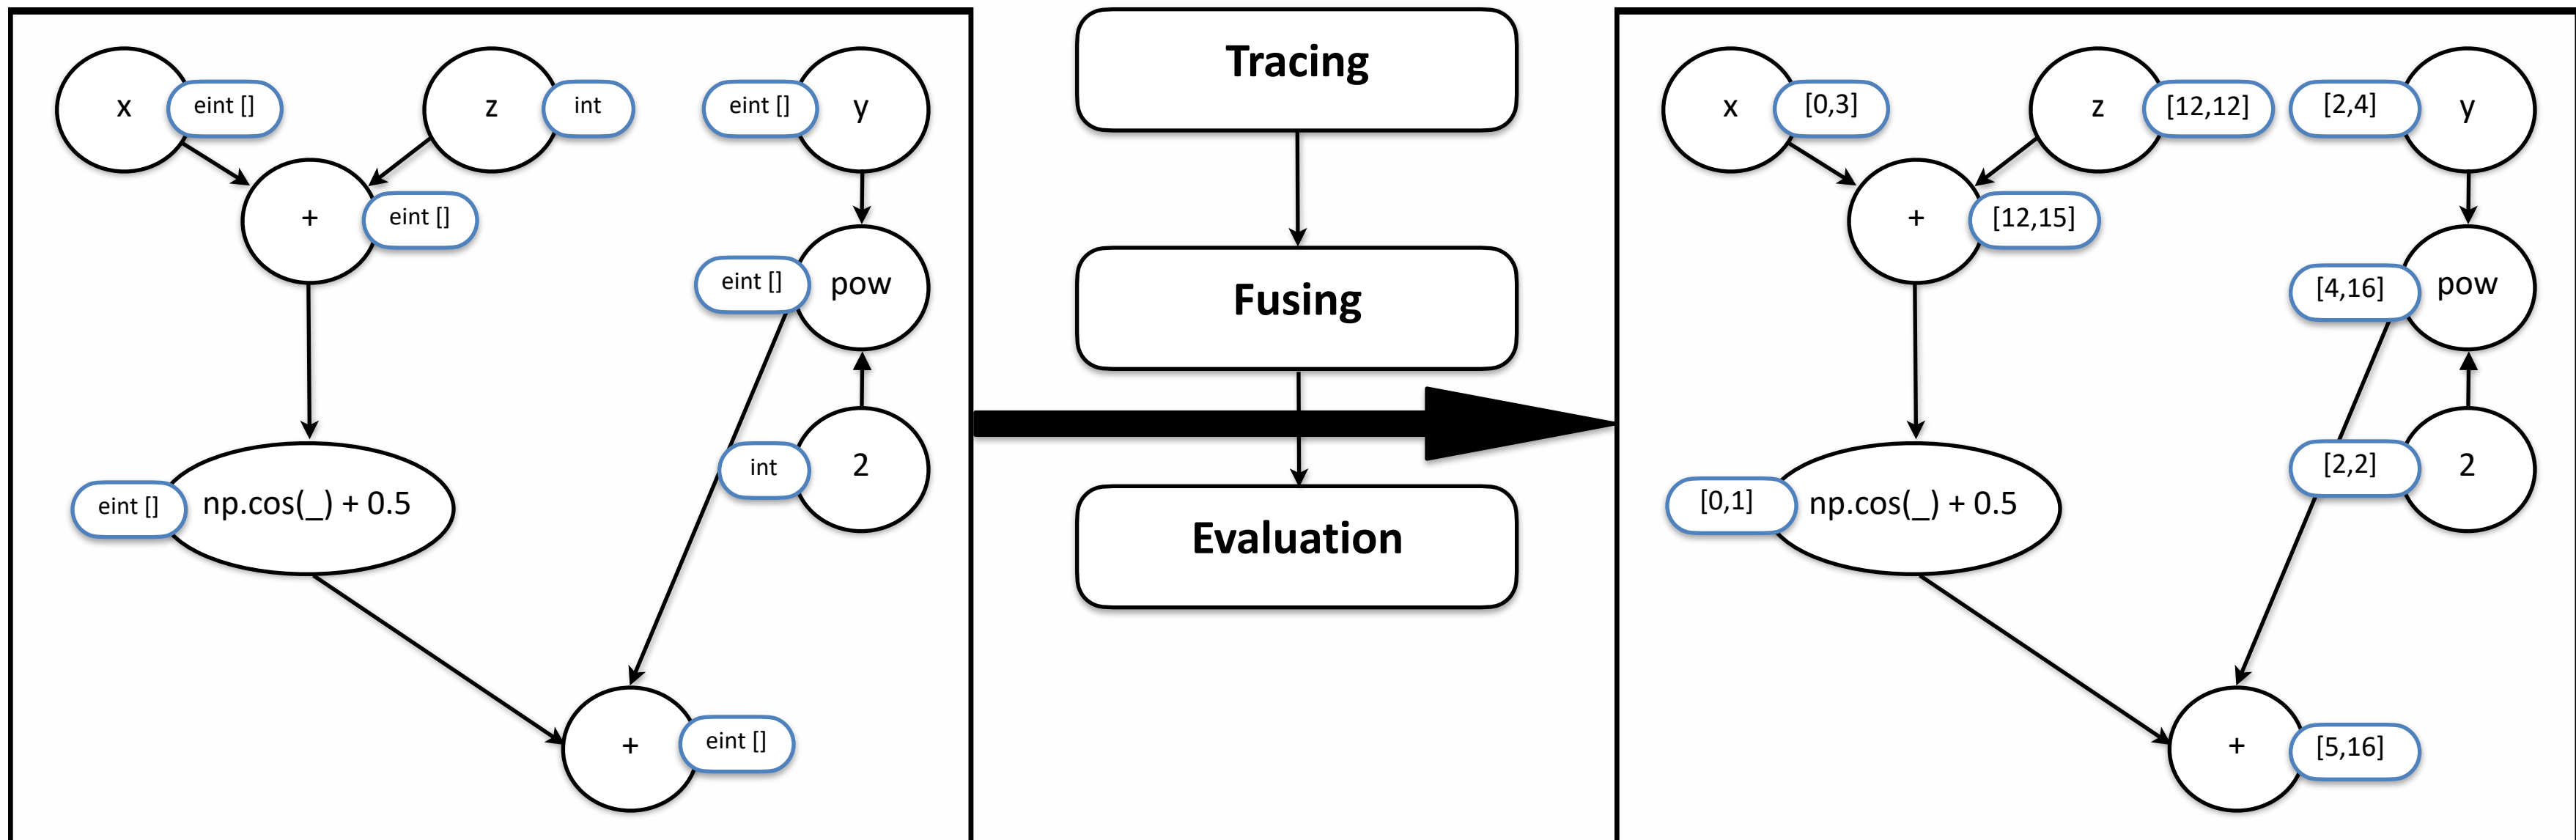 x
eint []
z
int
eint []
y
+
eint []
eint []
pow
int
2
eint []
np.cos(_) + 0.5
+
eint []
Tracing
Fusing
Evaluation
x
[0,3]
z
[12,12]
[2,4]
y
+
[12,15]
[4,16]
pow
[2,2]
2
[0,1]
np.cos(_) + 0.5
+
[5,16]